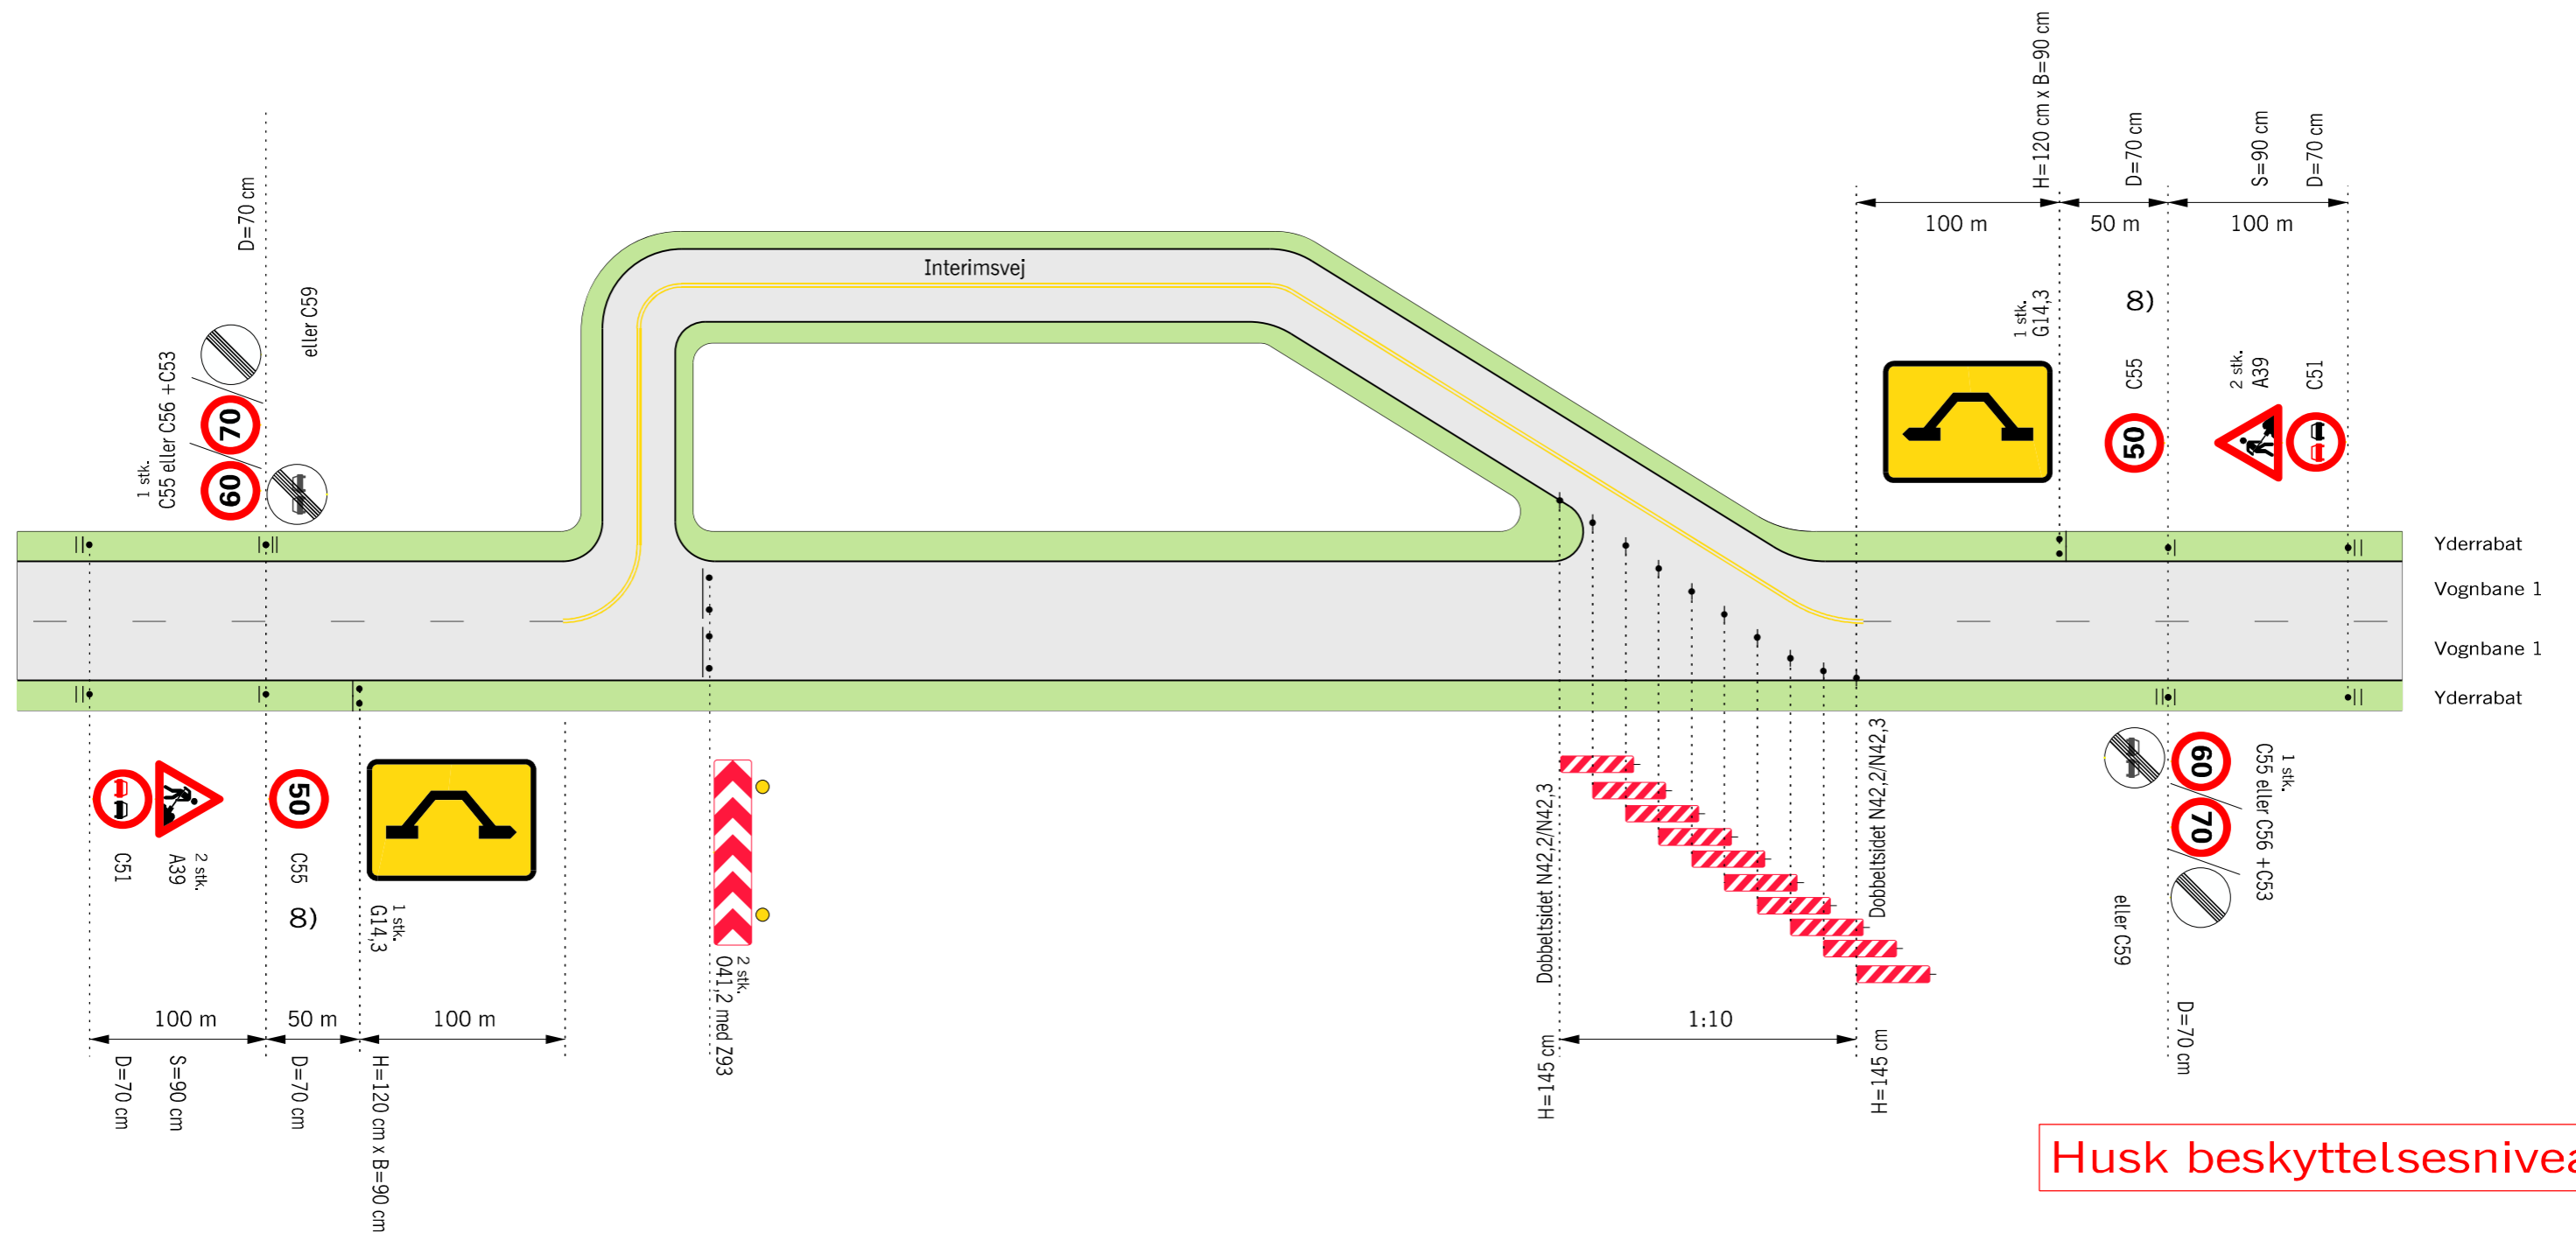 H=120 cm x B=90 cm
D=70 cm
S=90 cm
D=70 cm
100 m
50 m
100 m
D=70 cm
eller C59
1 stk.
C55 eller C56 +C53
70
60
Interimsvej
1 stk.
G14,3
8)
C55
50
2 stk.
A39
C51
Yderrabat
Vognbane 1
Vognbane 1
Yderrabat
C51
2 stk.
A39
50
C55
8)
1 stk.
G14,3
100 m
50 m
100 m
D=70 cm
S=90 cm
D=70 cm
H=120 cm x B=90 cm
2 stk.
O41,2 med Z93
Dobbeltsidet N42,2/N42,3
H=145 cm
1:10
Dobbeltsidet N42,2/N42,3
H=145 cm
60
70
1 stk.
C55 eller C56 +C53
eller C59
D=70 cm
Husk beskyttelsesnivea